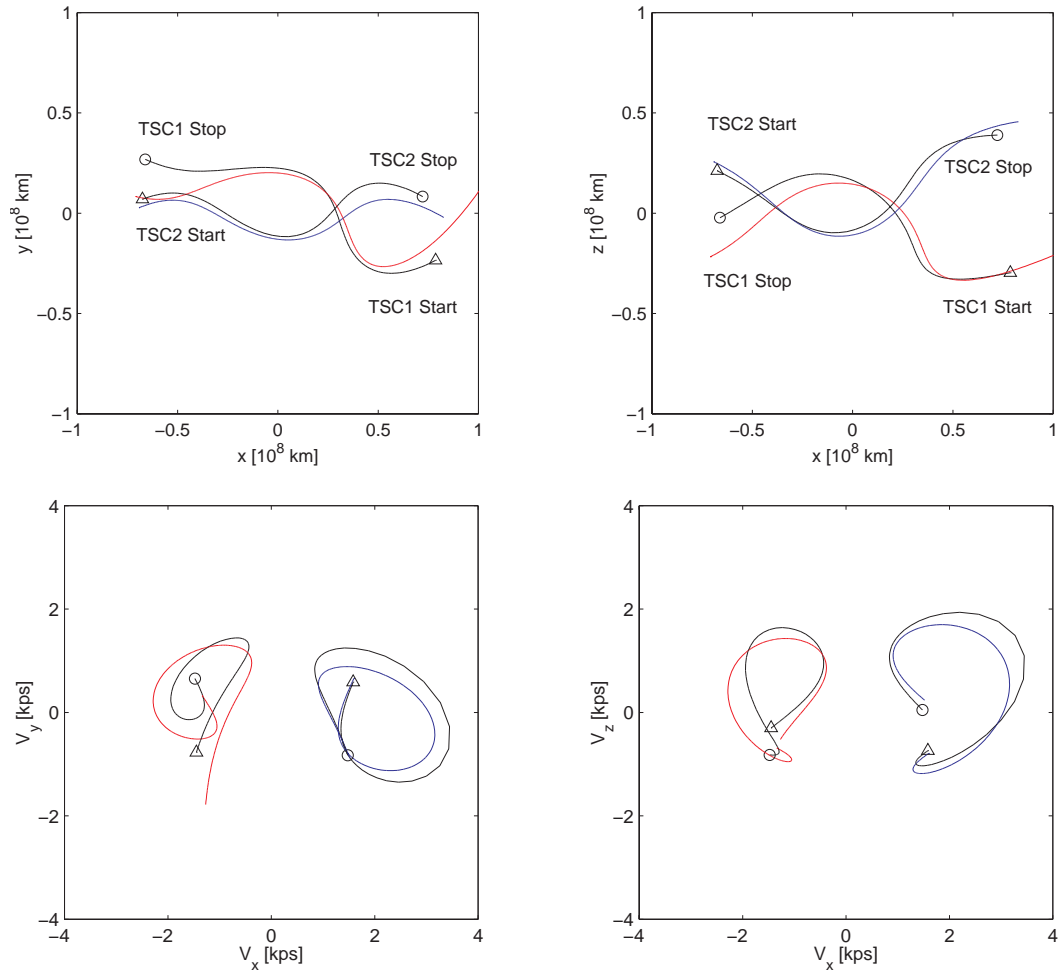 1
0.5
0
−0.5
−1
−1
−0.5
0
0.5
1
y [10^8 km]
x [10^8 km]
TSC1 Stop
TSC2 Stop
TSC2 Start
TSC1 Start
1
0.5
0
−0.5
−1
−1
−0.5
0
0.5
1
z [10^8 km]
x [10^8 km]
TSC2 Start
TSC2 Stop
TSC1 Stop
TSC1 Start
4
2
0
−2
−4
−4
−2
0
2
4
V_y [kps]
V_x [kps]
4
2
0
−2
−4
−4
−2
0
2
4
V_z [kps]
V_x [kps]